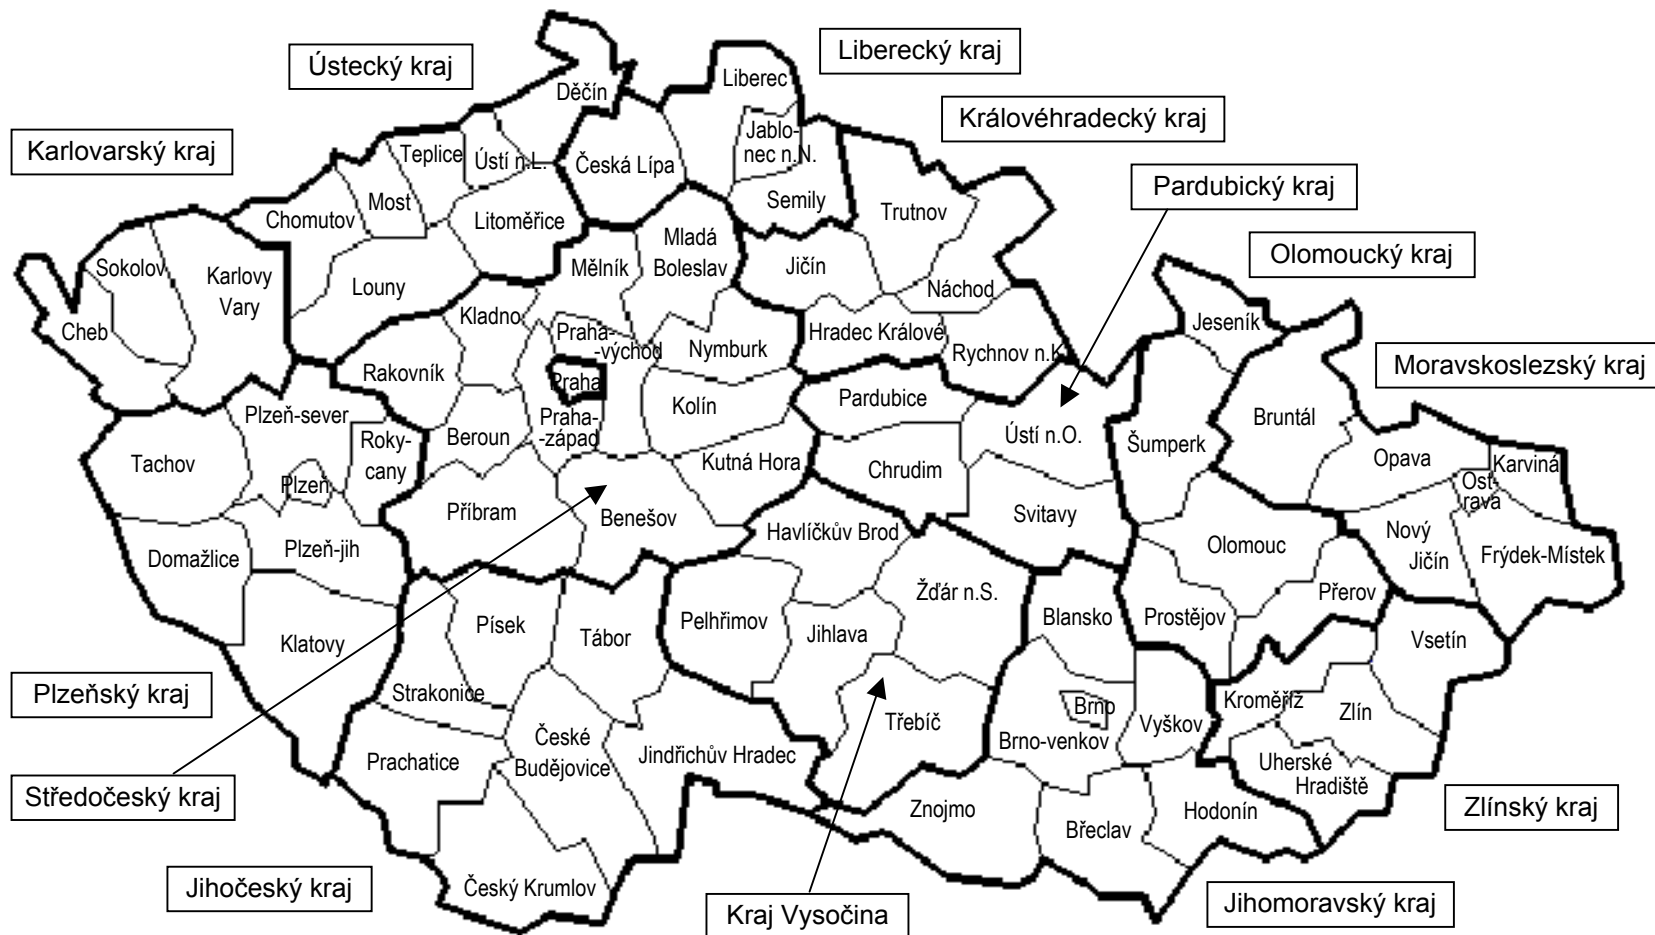 Ústecký kraj
Liberecký kraj
Královéhradecký kraj
Karlovarský kraj
Pardubický kraj
Olomoucký kraj
Moravskoslezský kraj
Plzeňský kraj
Středočeský kraj
Jihočeský kraj
Kraj Vysočina
Jihomoravský kraj
Zlínský kraj
Děčín
Liberec
Teplice
Ústí n.L.
Česká Lípa
Jablo-
nec n.N.
Semily
Trutnov
Chomutov
Most
Litoměřice
Mladá
Boleslav
Mělník
Jičín
Náchod
Sokolov
Karlovy
Vary
Louny
Cheb
Kladno
Praha-
-východ
Nymburk
Hradec Králové
Rychnov n.K
Jeseník
Rakovník
Praha
Kolín
Pardubice
Plzeň-sever
Roky-
cany
Beroun
Praha-
-západ
Kutná Hora
Chrudim
Ústí n.O.
Šumperk
Bruntál
Tachov
Plzeň
Příbram
Benešov
Svitavy
Opava
Karviná
Ost-
rava
Havlíčkův Brod
Olomouc
Nový
Jičín
Frýdek-Místek
Domažlice
Plzeň-jih
Žďár n.S.
Přerov
Klatovy
Písek
Tábor
Pelhřimov
Jihlava
Blansko
Prostějov
Vsetín
Strakonice
Třebíč
Brno
Brno-venkov
Vyškov
Kroměříž
Zlín
Prachatice
České
Budějovice
Jindřichův Hradec
Uherské
Hradiště
Znojmo
Břeclav
Hodonín
Český Krumlov